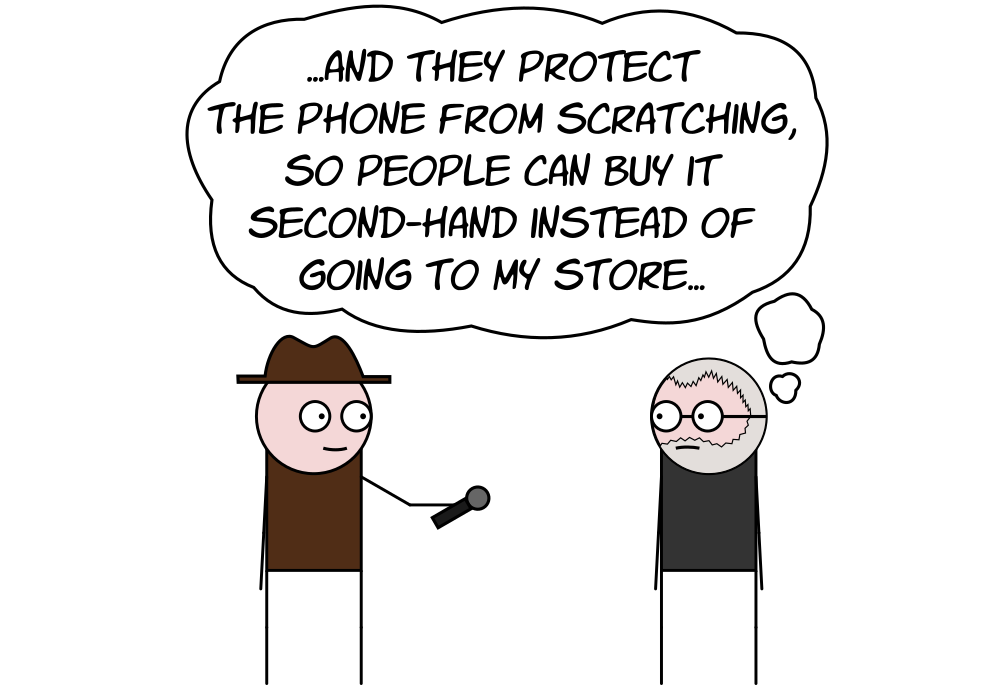 ...AND THEY PROTECT
THE PHONE FROM SCRATCHING,
SO PEOPLE CAN BUY IT
SECOND-HAND INSTEAD OF
GOING TO MY STORE...